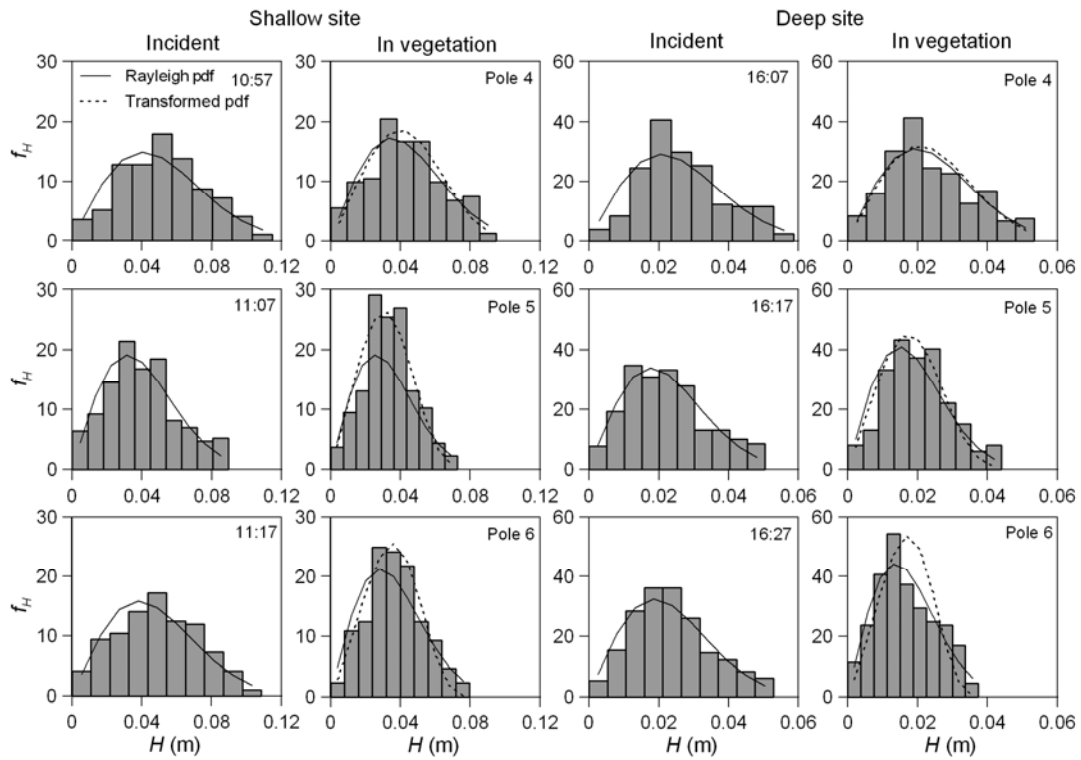 Shallow site Deep site
Incident In vegetation Incident In vegetation
30 30 60 60
Rayleigh pdf 10:57 Pole 4 16:07 Pole 4
Transformed pdf
20 20 40 40
f_H
10 10 20 20
0 0 0 0
0 0.04 0.08 0.12 0 0.04 0.08 0.12 0 0.02 0.04 0.06 0 0.02 0.04 0.06
30 30 60 60
11:07 Pole 5 16:17 Pole 5
20 20 40 40
f_H
10 10 20 20
0 0 0 0
0 0.04 0.08 0.12 0 0.04 0.08 0.12 0 0.02 0.04 0.06 0 0.02 0.04 0.06
30 30 60 60
11:17 Pole 6 16:27 Pole 6
20 20 40 40
f_H
10 10 20 20
0 0 0 0
0 0.04 0.08 0.12 0 0.04 0.08 0.12 0 0.02 0.04 0.06 0 0.02 0.04 0.06
H (m) H (m) H (m) H (m)